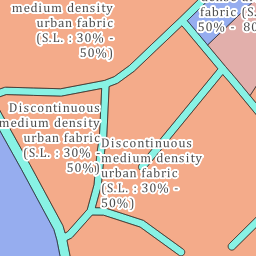 medium density
urban fabric
(S.L. : 30% -
50%)
fabric (S.
50% - 80
Discontinuous
medium density
urban fabric
(S.L. : 30% -
50%)
Discontinuous
medium density
urban fabric
(S.L. : 30% -
50%)